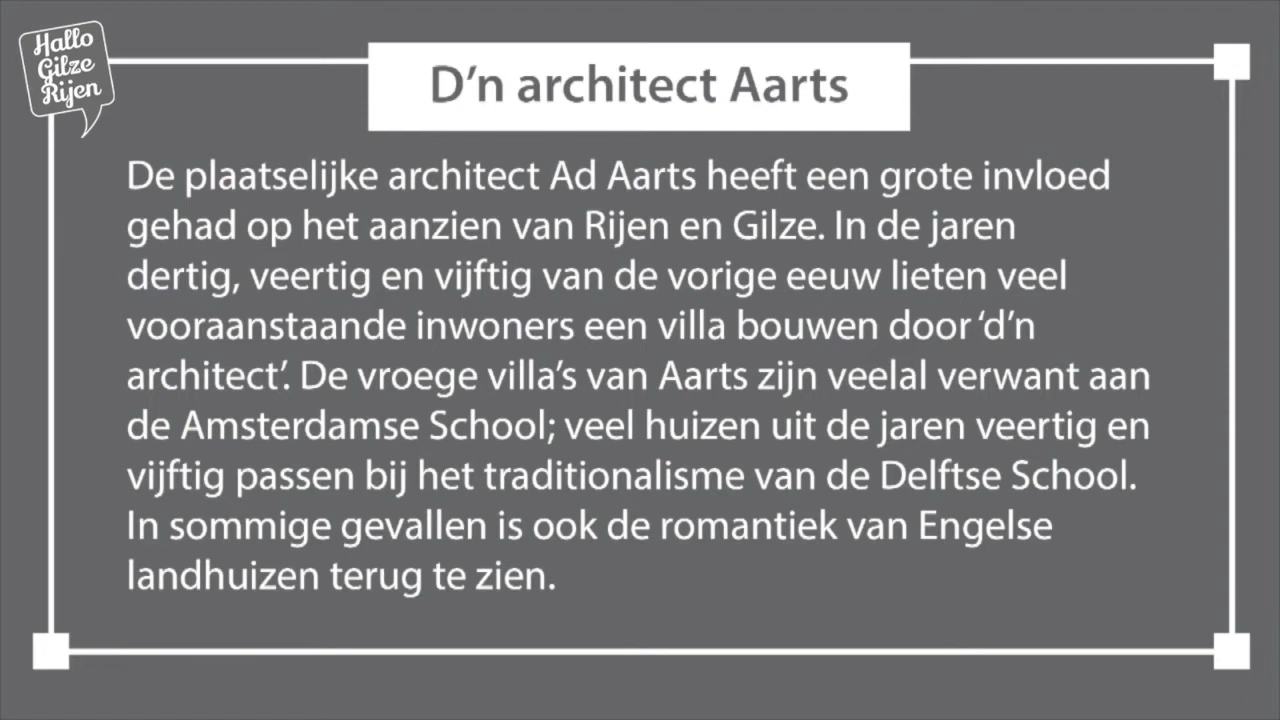 Hallo
Gilze
Rijen
D’n architect Aarts
De plaatselijke architect Ad Aarts heeft een grote invloed
gehad op het aanzien van Rijen en Gilze. In de jaren
dertig, veertig en vijftig van de vorige eeuw lieten veel
vooraanstaande inwoners een villa bouwen door ‘d’n
architect’. De vroege villa’s van Aarts zijn veelal verwant aan
de Amsterdamse School; veel huizen uit de jaren veertig en
vijftig passen bij het traditionalisme van de Delftse School.
In sommige gevallen is ook de romantiek van Engelse
landhuizen terug te zien.